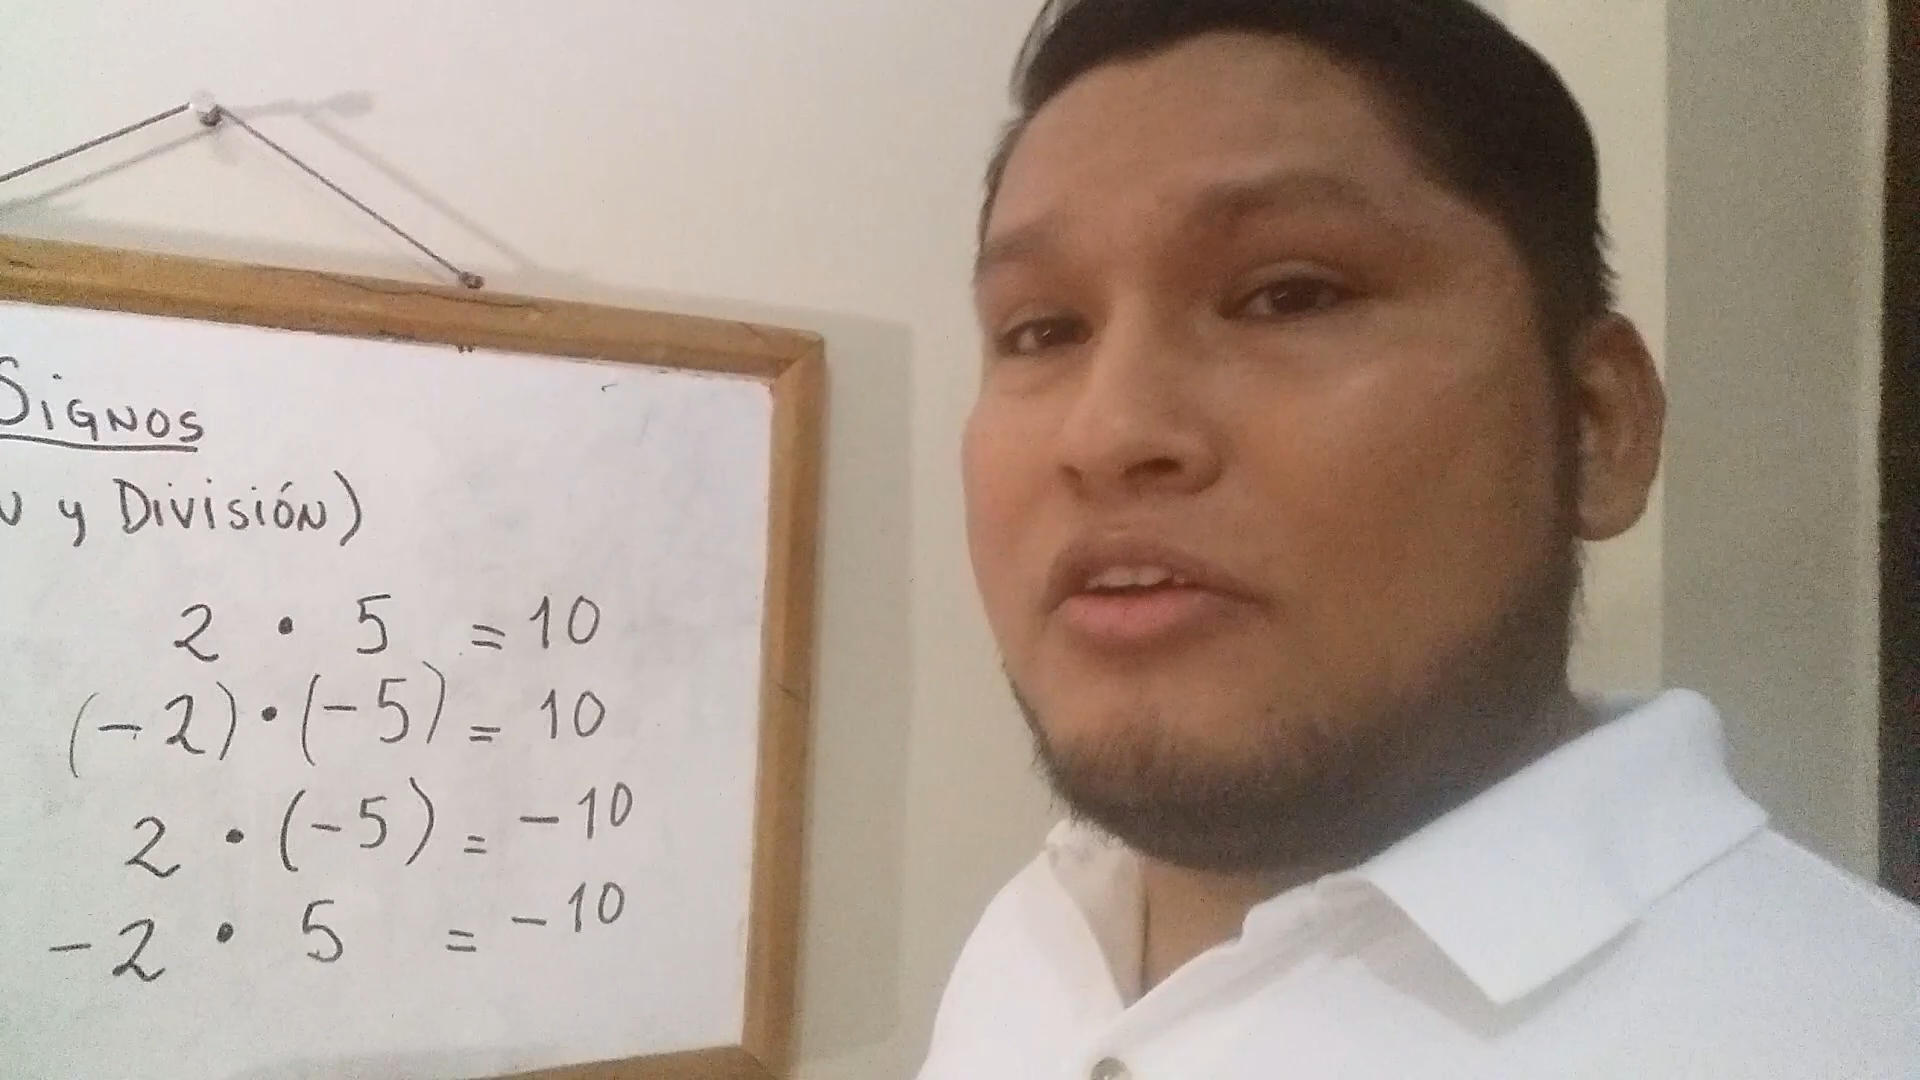 SIGNOS
y División)
2 • 5 = 10
(-2) • (-5) = 10
2 • (-5) = -10
-2 • 5 = -10